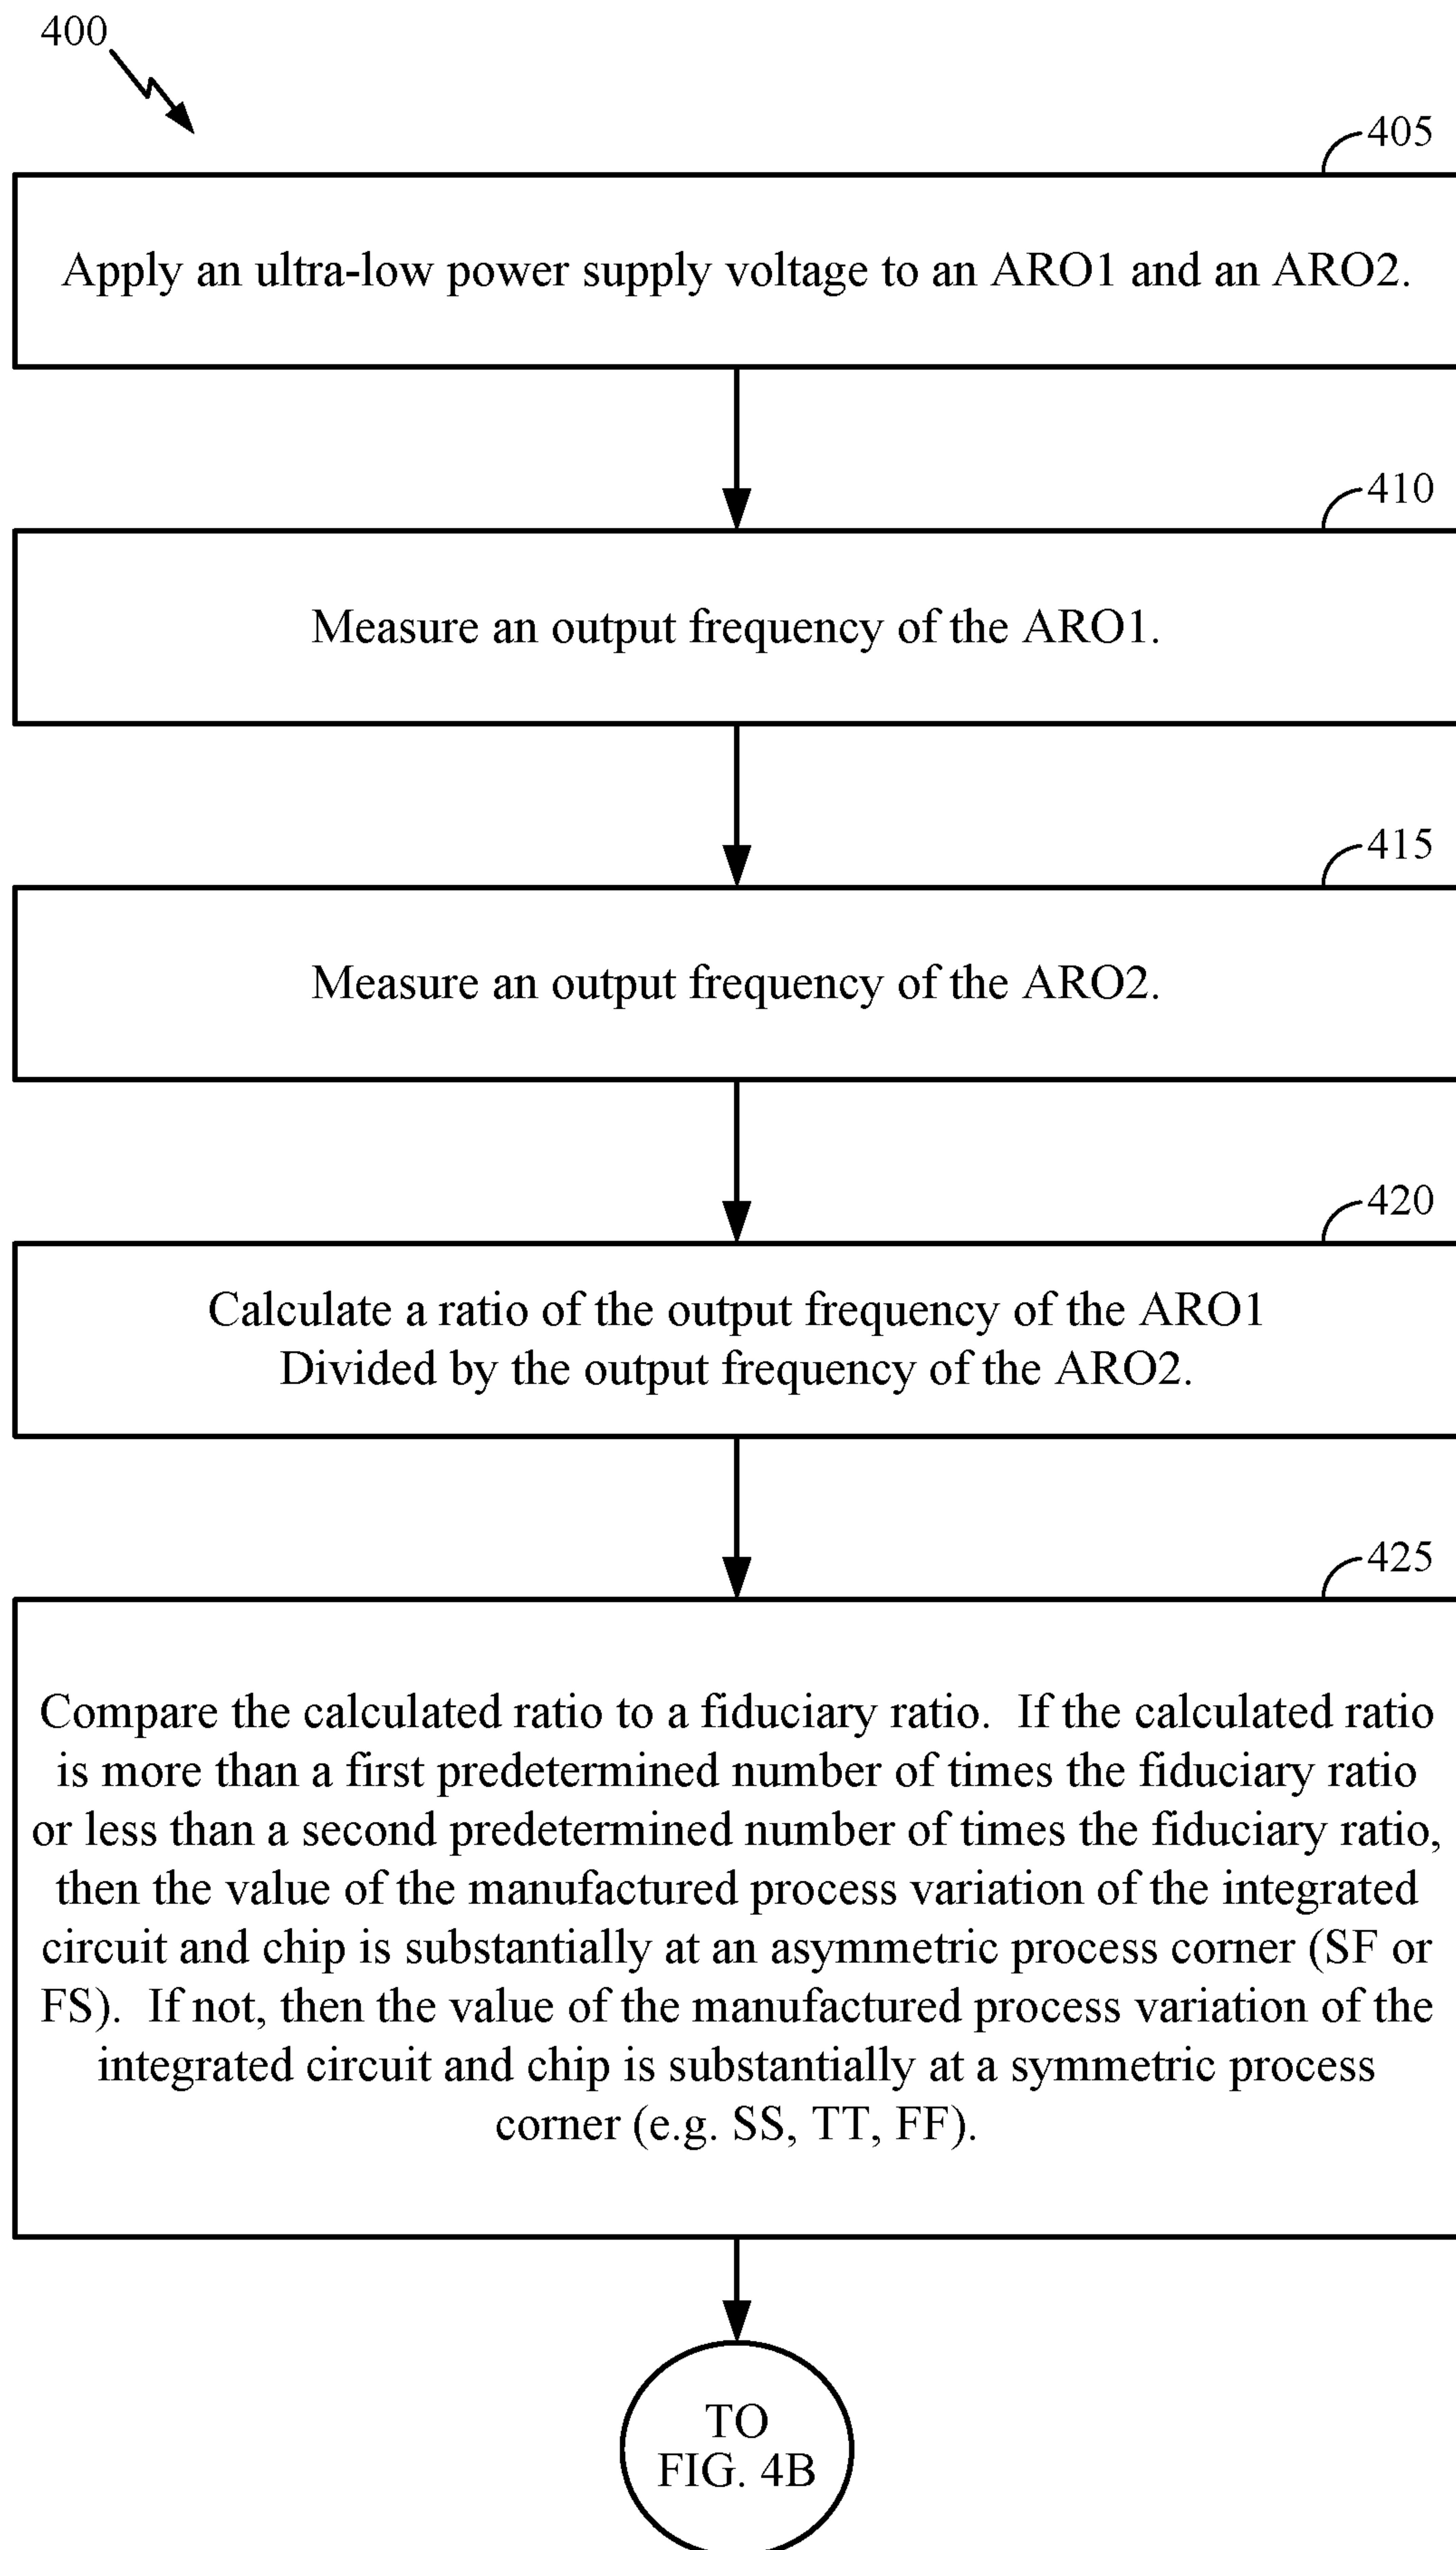 400
405
Apply an ultra-low power supply voltage to an ARO1 and an ARO2.
410
Measure an output frequency of the ARO1.
415
Measure an output frequency of the ARO2.
420
Calculate a ratio of the output frequency of the ARO1
Divided by the output frequency of the ARO2.
425
Compare the calculated ratio to a fiduciary ratio.  If the calculated ratio
is more than a first predetermined number of times the fiduciary ratio
or less than a second predetermined number of times the fiduciary ratio,
then the value of the manufactured process variation of the integrated
circuit and chip is substantially at an asymmetric process corner (SF or
FS).  If not, then the value of the manufactured process variation of the
integrated circuit and chip is substantially at a symmetric process
corner (e.g. SS, TT, FF).
TO
FIG. 4B